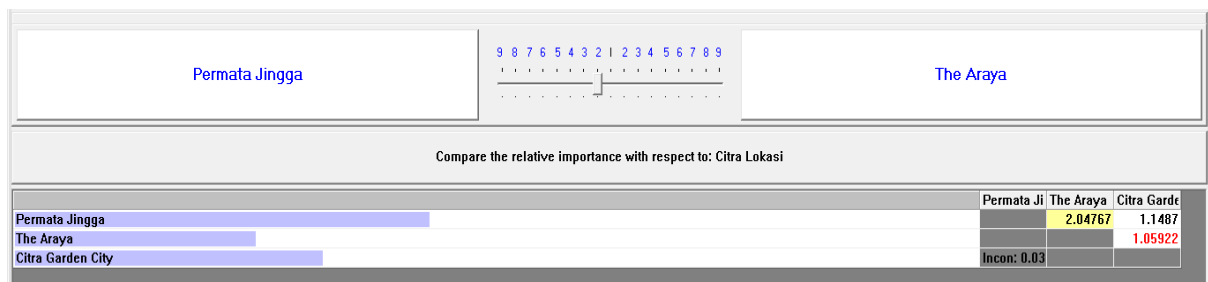 9 8 7 6 5 4 3 2 1 2 3 4 5 6 7 8 9
Permata Jingga The Araya
Compare the relative importance with respect to: Citra Lokasi
Permata Ji The Araya Citra Garde
Permata Jingga 2.04767 1.1487
The Araya 1.05922
Citra Garden City Incon: 0.03